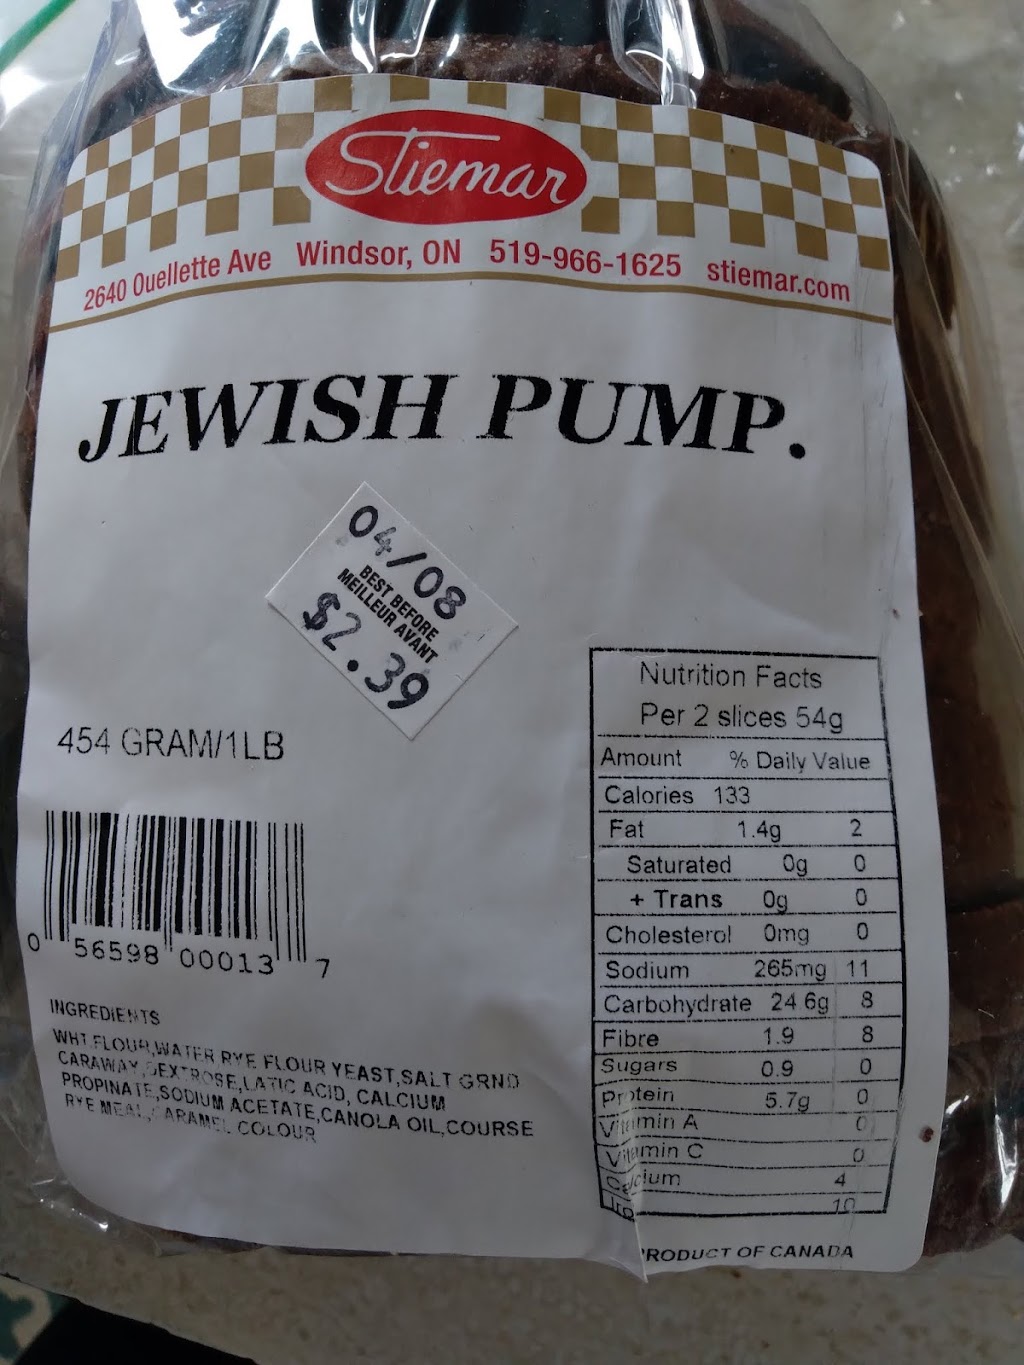 Stiemar
2640 Ouellette Ave Windsor, ON 519-966-1625 stiemar.com
JEWISH PUMP.
04/08
BEST BEFORE
MEILLEUR AVANT
$2.39
454 GRAM/1LB
0 56598 00013 7
INGREDIENTS
WHT.FLOUR,WATER RYE FLOUR YEAST,SALT GRND
CARAWAY,DEXTROSE,LATIC ACID, CALCIUM
PROPINATE,SODIUM ACETATE,CANOLA OIL,COURSE
RYE MEAL,CARAMEL COLOUR
Nutrition Facts
Per 2 slices 54g
Amount % Daily Value
Calories 133
Fat 1.4g 2
Saturated 0g 0
+ Trans 0g 0
Cholesterol 0mg 0
Sodium 265mg 11
Carbohydrate 24 6g 8
Fibre 1.9 8
Sugars 0.9 0
Protein 5.7g 0
Vitamin A 0
Vitamin C 0
Calcium 4
Iron 10
PRODUCT OF CANADA